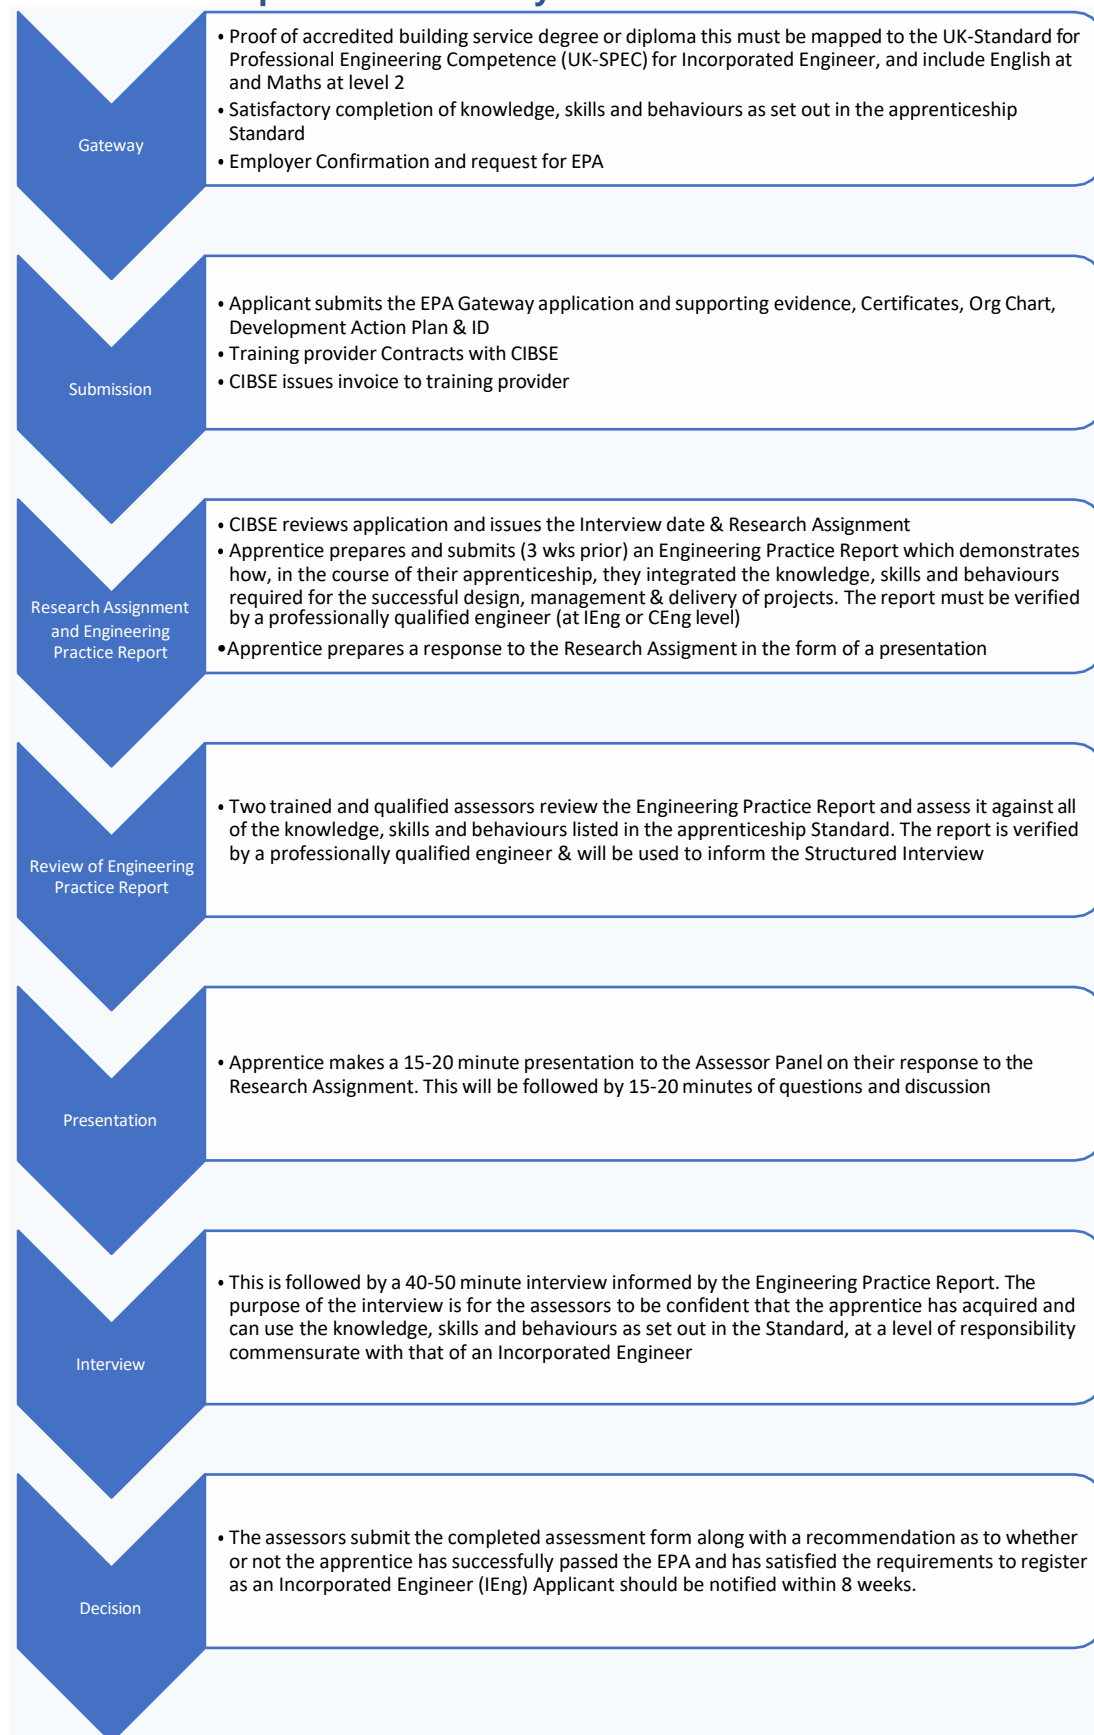 Gateway
• Proof of accredited building service degree or diploma this must be mapped to the UK-Standard for
Professional Engineering Competence (UK-SPEC) for Incorporated Engineer, and include English at
and Maths at level 2
• Satisfactory completion of knowledge, skills and behaviours as set out in the apprenticeship
Standard
• Employer Confirmation and request for EPA
Submission
• Applicant submits the EPA Gateway application and supporting evidence, Certificates, Org Chart,
Development Action Plan & ID
• Training provider Contracts with CIBSE
• CIBSE issues invoice to training provider
Research Assignment
and Engineering
Practice Report
• CIBSE reviews application and issues the Interview date & Research Assignment
• Apprentice prepares and submits (3 wks prior) an Engineering Practice Report which demonstrates
how, in the course of their apprenticeship, they integrated the knowledge, skills and behaviours
required for the successful design, management & delivery of projects. The report must be verified
by a professionally qualified engineer (at IEng or CEng level)
•Apprentice prepares a response to the Research Assigment in the form of a presentation
Review of Engineering
Practice Report
• Two trained and qualified assessors review the Engineering Practice Report and assess it against all
of the knowledge, skills and behaviours listed in the apprenticeship Standard. The report is verified
by a professionally qualified engineer & will be used to inform the Structured Interview
Presentation
• Apprentice makes a 15-20 minute presentation to the Assessor Panel on their response to the
Research Assignment. This will be followed by 15-20 minutes of questions and discussion
Interview
• This is followed by a 40-50 minute interview informed by the Engineering Practice Report. The
purpose of the interview is for the assessors to be confident that the apprentice has acquired and
can use the knowledge, skills and behaviours as set out in the Standard, at a level of responsibility
commensurate with that of an Incorporated Engineer
Decision
• The assessors submit the completed assessment form along with a recommendation as to whether
or not the apprentice has successfully passed the EPA and has satisfied the requirements to register
as an Incorporated Engineer (IEng) Applicant should be notified within 8 weeks.